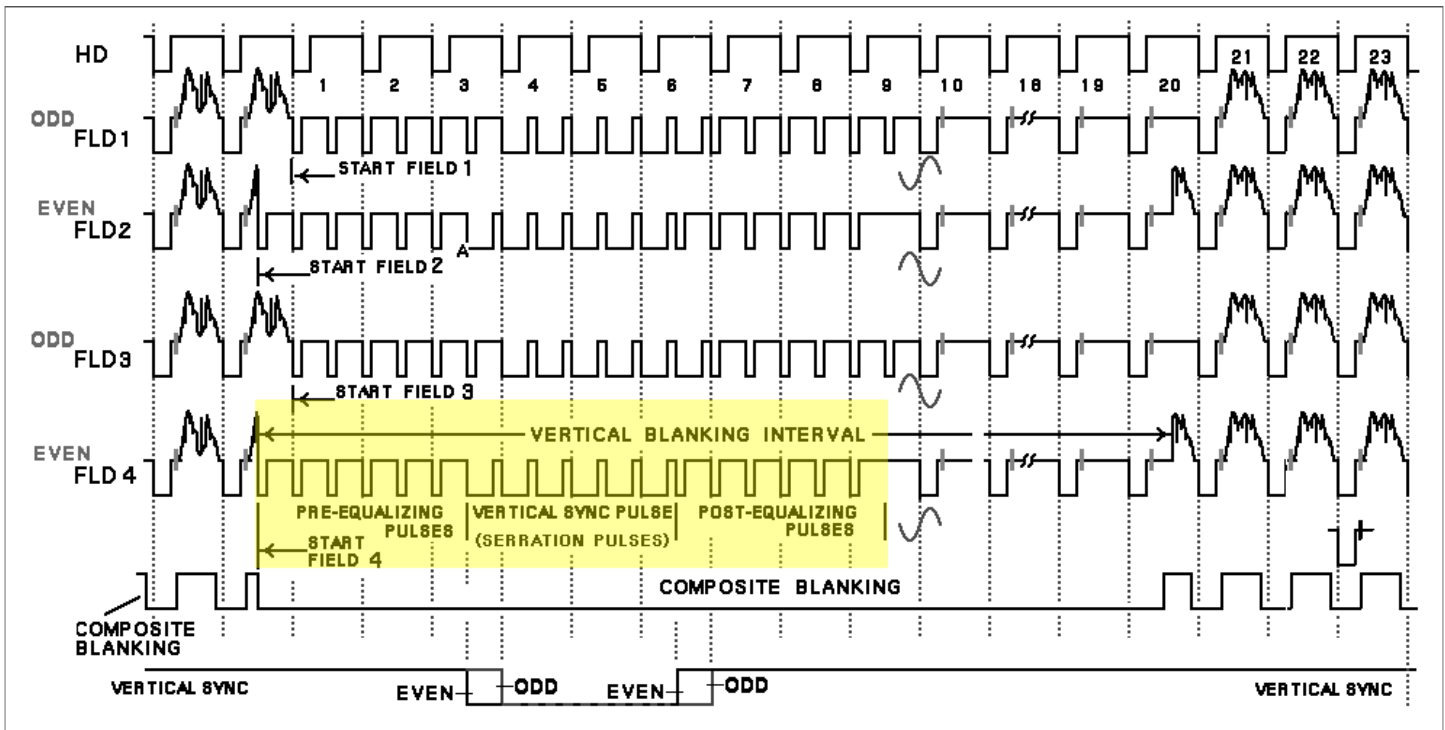 HD
1 2 3 4 5 6 7 8 9 10 18 19 20 21 22 23
ODD
FLD1
START FIELD 1
EVEN
FLD2
A
START FIELD 2
ODD
FLD3
START FIELD 3
VERTICAL BLANKING INTERVAL
EVEN
FLD 4
PRE-EQUALIZING
PULSES
VERTICAL SYNC PULSE
(SERRATION PULSES)
POST-EQUALIZING
PULSES
START
FIELD 4
COMPOSITE BLANKING
COMPOSITE
BLANKING
VERTICAL SYNC
EVEN
ODD
EVEN
ODD
VERTICAL SYNC